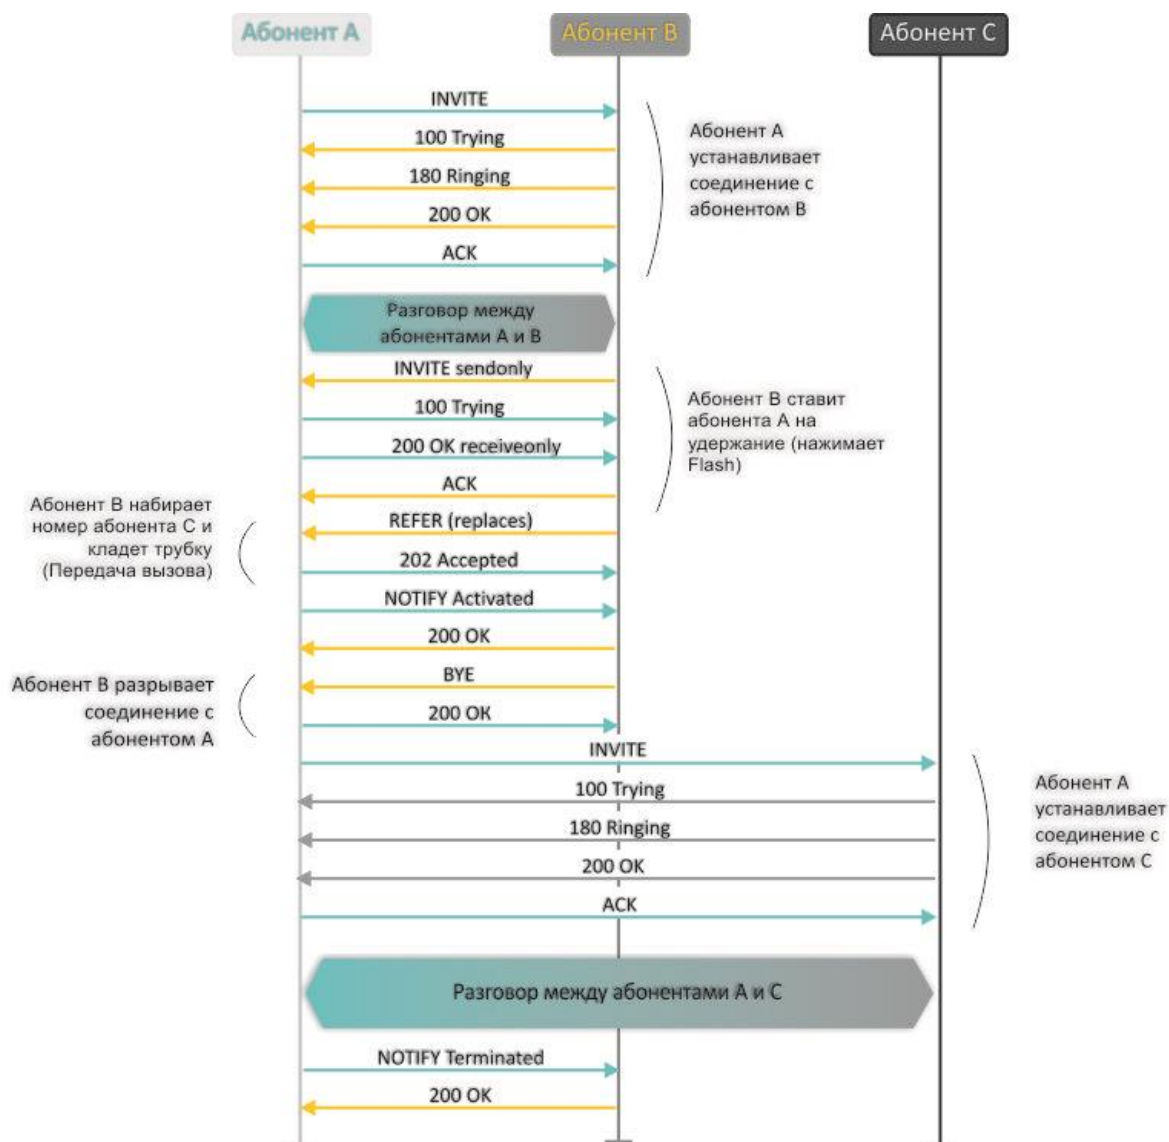 Абонент A
Абонент B
Абонент C
INVITE
100 Trying
180 Ringing
200 OK
ACK
Абонент A
устанавливает
соединение с
абонентом B
Разговор между
абонентами A и B
INVITE sendonly
100 Trying
200 OK receiveonly
ACK
Абонент B ставит
абонента A на
удержание (нажимает
Flash)
Абонент B набирает
номер абонента C и
кладет трубку
(Передача вызова)
REFER (replaces)
202 Accepted
NOTIFY Activated
200 OK
BYE
200 OK
Абонент B разрывает
соединение с
абонентом A
INVITE
100 Trying
180 Ringing
200 OK
ACK
Абонент A
устанавливает
соединение с
абонентом C
Разговор между абонентами A и C
NOTIFY Terminated
200 OK